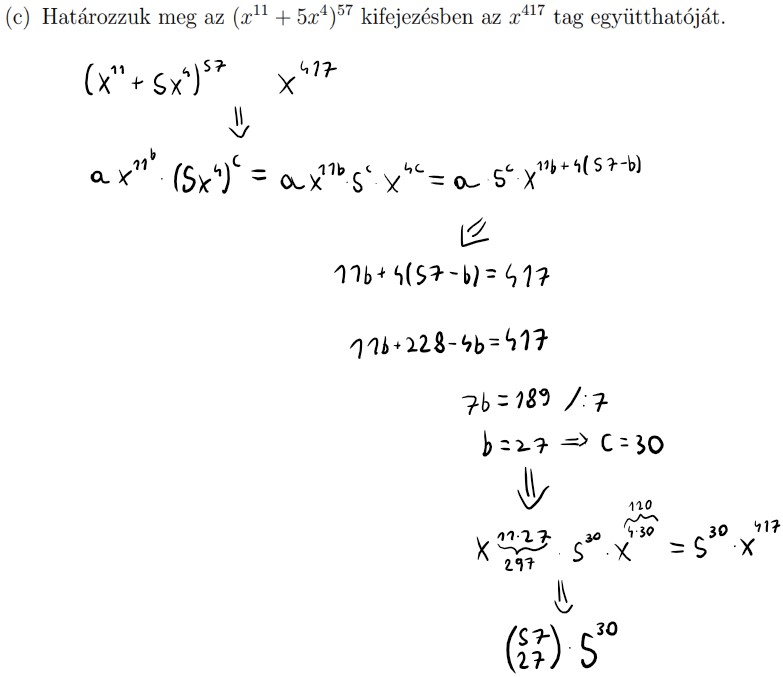 (c) Határozzuk meg az (x^11 + 5x^4)^57 kifejezésben az x^417 tag együtthatóját.
(x^11 + 5x^4)^57 x^417
⇓
a x^11^b · (5x^4)^c = a x^11b · 5^c · x^4c = a · 5^c · x^11b+4(57-b)
⇙
11b + 4(57-b) = 417
11b + 228 - 4b = 417
7b = 189 /:7
b = 27 ⇒ c = 30
⇓
120
x^11·27 · 5^30 · x^4·30 = 5^30 · x^417
297
⇓
(57 27) · 5^30